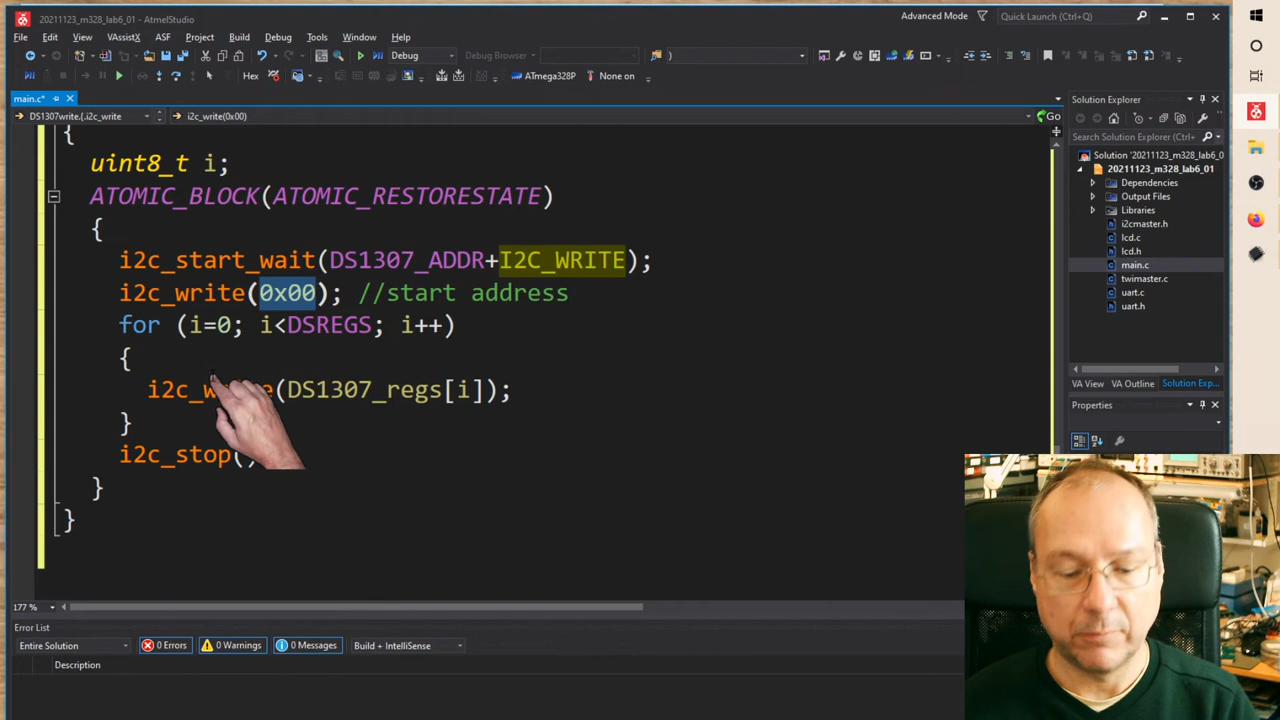 20211123_m328_lab6_01 - AtmelStudio
Advanced Mode
Quick Launch (Ctrl+Q)
File Edit View VAssistX ASF Project Build Debug Tools Window Help
Debug
Debug Browser
)
Hex
ATmega328P
None on
main.c*
DS1307write.{.i2c_write
i2c_write(0x00)
Go
{
uint8_t i;
ATOMIC_BLOCK(ATOMIC_RESTORESTATE)
{
i2c_start_wait(DS1307_ADDR+I2C_WRITE);
i2c_write(0x00); //start address
for (i=0; i<DSREGS; i++)
{
(DS1307_regs[i]);
}
i2c_stop()
}
}
177 %
Error List
Entire Solution
0 Errors
0 Warnings
0 Messages
Build + IntelliSense
Description
Solution Explorer
Search Solution Explorer (Ctrl+
Solution '20211123_m328_lab6_0
20211123_m328_lab6_01
Dependencies
Output Files
Libraries
i2cmaster.h
lcd.c
lcd.h
main.c
twimaster.c
uart.c
uart.h
VA View VA Outline Solution Exp...
Properties